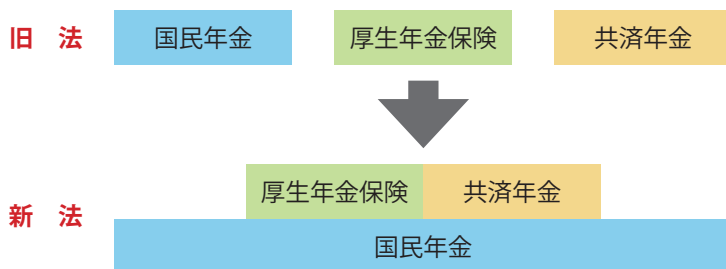 旧 法
国民年金
厚生年金保険
共済年金
新 法
厚生年金保険
共済年金
国民年金